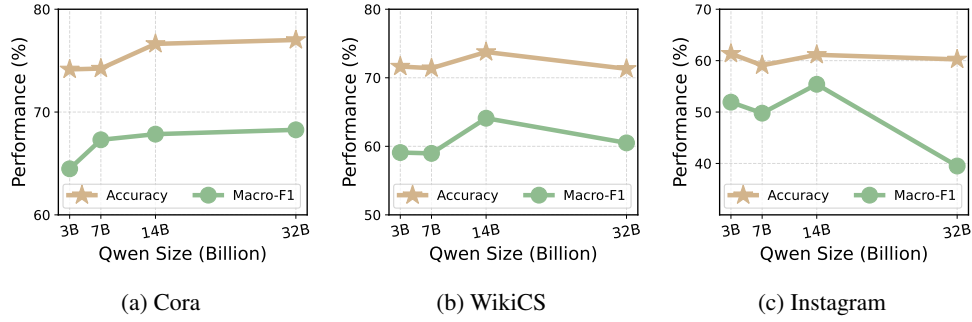 80
70
60
Performance (%)
Accuracy
Macro-F1
3B
7B
14B
32B
Qwen Size (Billion)
(a) Cora
80
70
60
50
Performance (%)
Accuracy
Macro-F1
3B
7B
14B
32B
Qwen Size (Billion)
(b) WikiCS
70
60
50
40
Performance (%)
Accuracy
Macro-F1
3B
7B
14B
32B
Qwen Size (Billion)
(c) Instagram